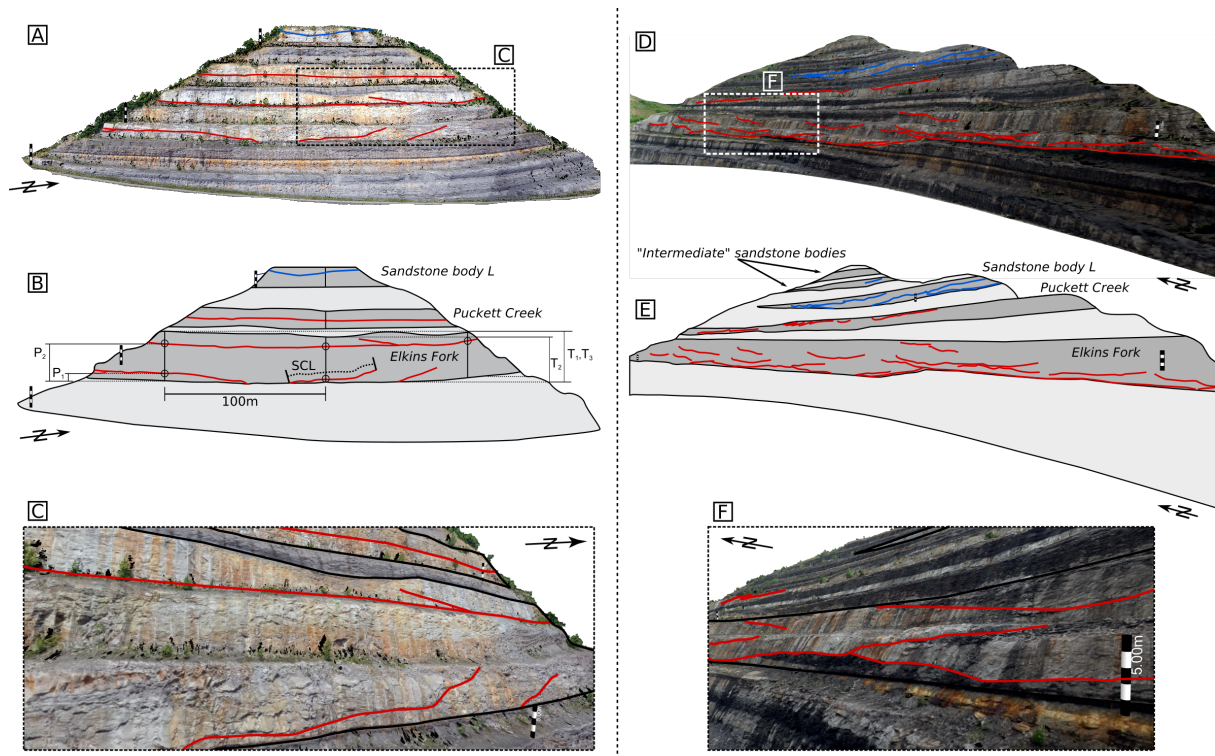 A
C
N
B
Sandstone body L
Puckett Creek
Elkins Fork
SCL
P₂
P₁
T₁,T₃
T₂
100m
N
C
N
D
F
N
"Intermediate" sandstone bodies
Sandstone body L
Puckett Creek
E
Elkins Fork
N
F
N
5.00m